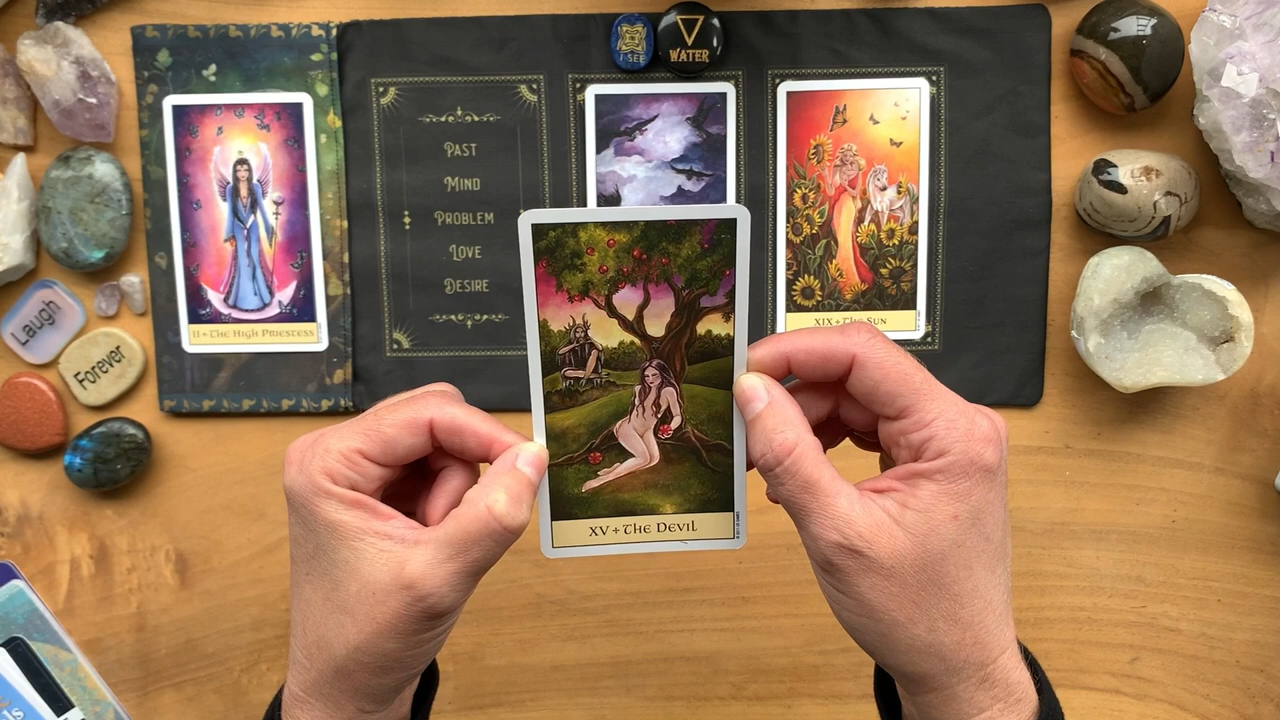 I·SEE
WATER
II + The High Priestess
Past
Mind
Problem
Love
Desire
XIX + The Sun
Laugh
Forever
XV + The Devil